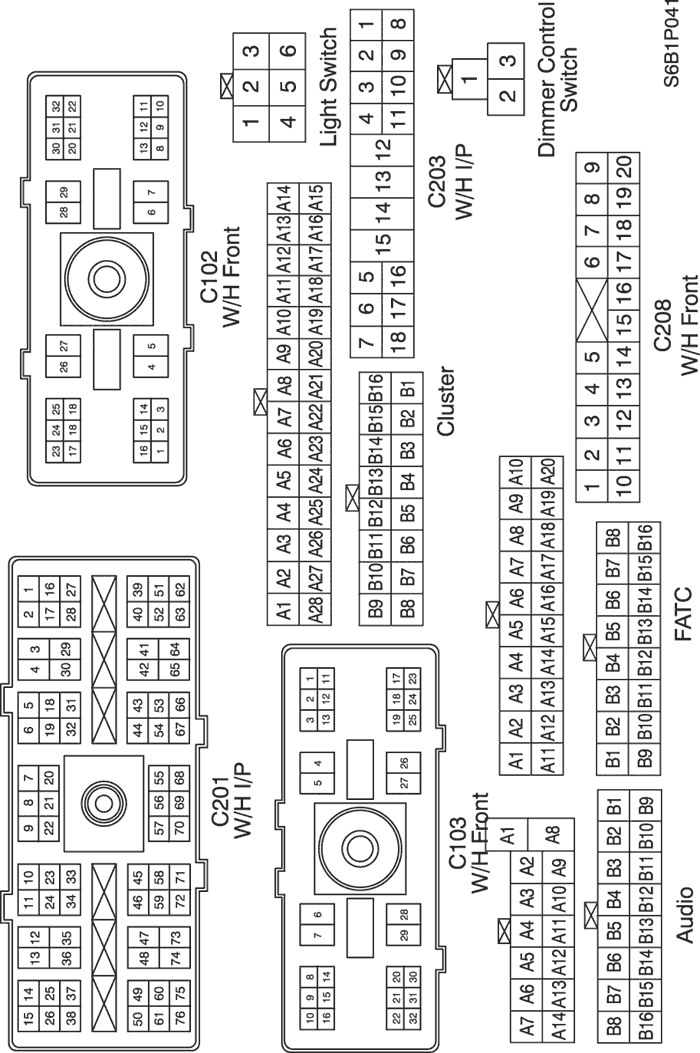 15 14 13 12 11 10 9 8 7 6 5 4 3 2 1
26 25 36 35 24 23 22 21 20 19 18 30 29 17 16
38 37 34 33 32 31 28 27
50 49 48 47 46 45 57 56 55 44 43 42 41 40 39
61 60 59 58 54 53 52 51
76 75 74 73 72 71 70 69 68 67 66 65 64 63 62
C201
W/H I/P
23 24 25 26 27 28 29 30 31 32
17 18 18 20 21 22
16 15 14 4 5 6 7 13 12 11
1 2 3 8 9 10
C102
W/H Front
10 9 8 7 6 5 4 3 2 1
16 15 14 13 12 11
22 21 20 29 28 27 26 19 18 17
32 31 30 25 24 23
C103
W/H Front
A1 A2 A3 A4 A5 A6 A7 A8 A9 A10 A11 A12 A13 A14
A28 A27 A26 A25 A24 A23 A22 A21 A20 A19 A18 A17 A16 A15
B9 B10 B11 B12 B13 B14 B15 B16
B8 B7 B6 B5 B4 B3 B2 B1
Cluster
1 2 3
4 5 6
Light Switch
7 6 5 15 14 13 12 4 3 2 1
18 17 16 11 10 9 8
C203
W/H I/P
1
2 3
Dimmer Control
Switch
A7 A6 A5 A4 A3 A2 A1
A14 A13 A12 A11 A10 A9 A8
B8 B7 B6 B5 B4 B3 B2 B1
B16 B15 B14 B13 B12 B11 B10 B9
Audio
A1 A2 A3 A4 A5 A6 A7 A8 A9 A10
A11 A12 A13 A14 A15 A16 A17 A18 A19 A20
B1 B2 B3 B4 B5 B6 B7 B8
B9 B10 B11 B12 B13 B14 B15 B16
FATC
1 2 3 4 5 6 7 8 9
10 11 12 13 14 15 16 17 18 19 20
C208
W/H Front
S6B1P041